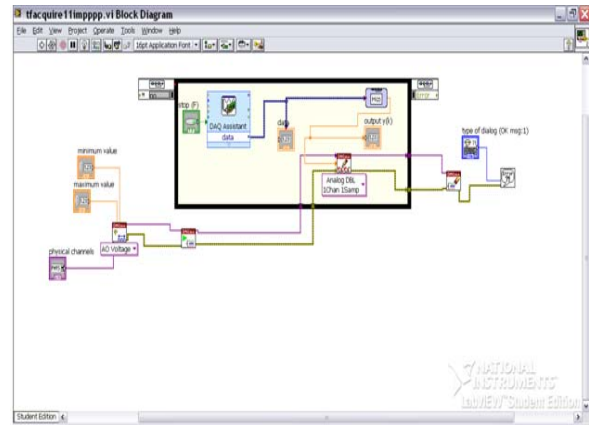 tfacquire11impppp.vi Block Diagram
File Edit View Project Operate Tools Window Help
16pt Application Font
stop (F)
DAQ Assistant
data
data
output y(k)
error
type of dialog (OK msg:1)
minimum value
maximum value
Analog DBL
1Chan 1Samp
physical channels
AO Voltage
NATIONAL
INSTRUMENTS
LabVIEW Student Edition
Student Edition